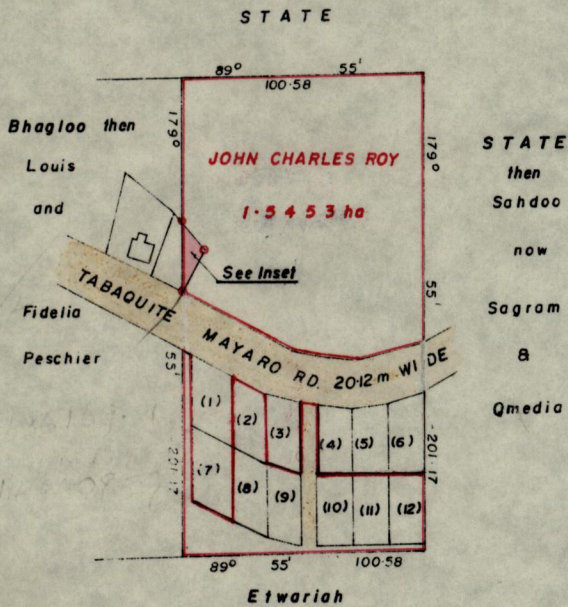 STATE
89° 55'
100·58
Bhagloo then
Louis
and
Fidelia
Peschier
179°
55'
201·17
JOHN CHARLES ROY
1·5453 ha
See Inset
179°
55'
201·17
STATE
then
Sahdoo
now
Sagram
&
Qmedia
TABAQUITE MAYARO RD. 20·12 m WIDE
(1)
(2)
(3)
(4)
(5)
(6)
(7)
(8)
(9)
(10)
(11)
(12)
89° 55'
100·58
Etwariah